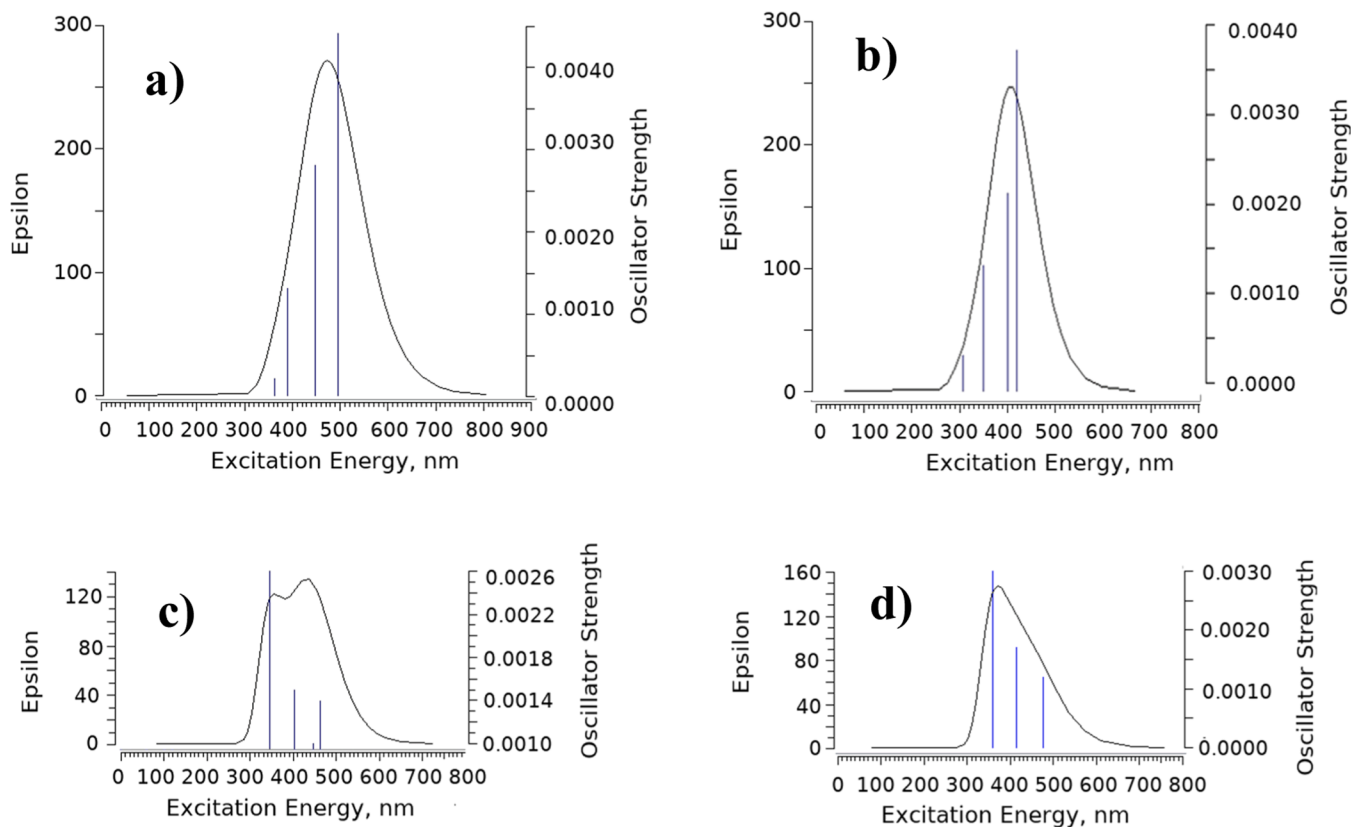 a)
300
200
100
0
Epsilon
0.0040
0.0030
0.0020
0.0010
0.0000
Oscillator Strength
0 100 200 300 400 500 600 700 800 900
Excitation Energy, nm
b)
300
200
100
0
Epsilon
0.0040
0.0030
0.0020
0.0010
0.0000
Oscillator Strength
0 100 200 300 400 500 600 700 800
Excitation Energy, nm
c)
120
80
40
0
Epsilon
0.0026
0.0022
0.0018
0.0014
0.0010
Oscillator Strength
0 100 200 300 400 500 600 700 800
Excitation Energy, nm
d)
160
120
80
40
0
Epsilon
0.0030
0.0020
0.0010
0.0000
Oscillator Strength
0 100 200 300 400 500 600 700 800
Excitation Energy, nm